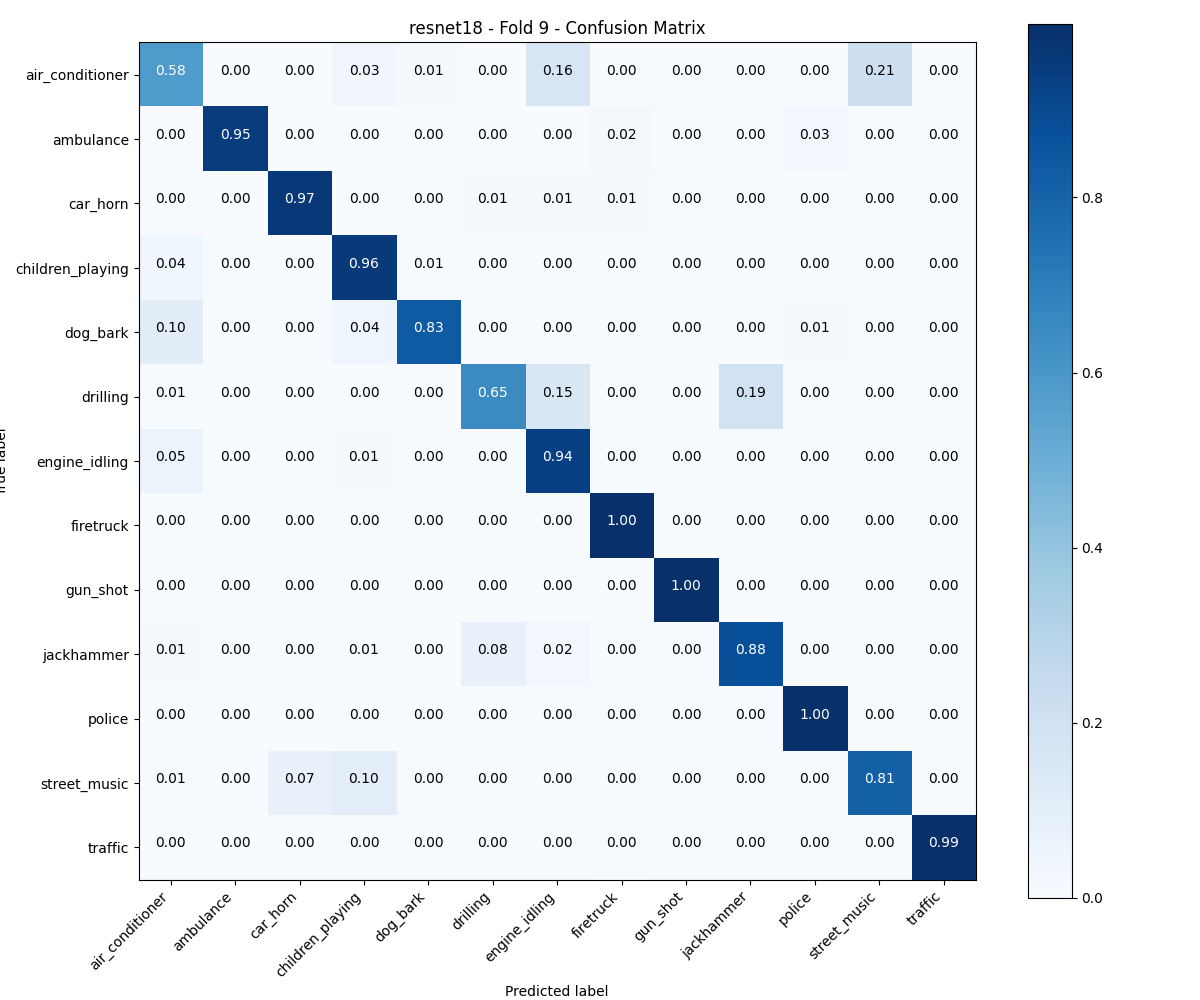 resnet18 - Fold 9 - Confusion Matrix
air_conditioner 0.58 0.00 0.00 0.03 0.01 0.00 0.16 0.00 0.00 0.00 0.00 0.21 0.00
ambulance 0.00 0.95 0.00 0.00 0.00 0.00 0.00 0.02 0.00 0.00 0.03 0.00 0.00
car_horn 0.00 0.00 0.97 0.00 0.00 0.01 0.01 0.01 0.00 0.00 0.00 0.00 0.00
0.8
children_playing 0.04 0.00 0.00 0.96 0.01 0.00 0.00 0.00 0.00 0.00 0.00 0.00 0.00
dog_bark 0.10 0.00 0.00 0.04 0.83 0.00 0.00 0.00 0.00 0.00 0.01 0.00 0.00
0.6
drilling 0.01 0.00 0.00 0.00 0.00 0.65 0.15 0.00 0.00 0.19 0.00 0.00 0.00
True label
engine_idling 0.05 0.00 0.00 0.01 0.00 0.00 0.94 0.00 0.00 0.00 0.00 0.00 0.00
firetruck 0.00 0.00 0.00 0.00 0.00 0.00 0.00 1.00 0.00 0.00 0.00 0.00 0.00
0.4
gun_shot 0.00 0.00 0.00 0.00 0.00 0.00 0.00 0.00 1.00 0.00 0.00 0.00 0.00
jackhammer 0.01 0.00 0.00 0.01 0.00 0.08 0.02 0.00 0.00 0.88 0.00 0.00 0.00
police 0.00 0.00 0.00 0.00 0.00 0.00 0.00 0.00 0.00 0.00 1.00 0.00 0.00
0.2
street_music 0.01 0.00 0.07 0.10 0.00 0.00 0.00 0.00 0.00 0.00 0.00 0.81 0.00
traffic 0.00 0.00 0.00 0.00 0.00 0.00 0.00 0.00 0.00 0.00 0.00 0.00 0.99
0.0
air_conditioner ambulance car_horn children_playing dog_bark drilling engine_idling firetruck gun_shot jackhammer police street_music traffic
Predicted label